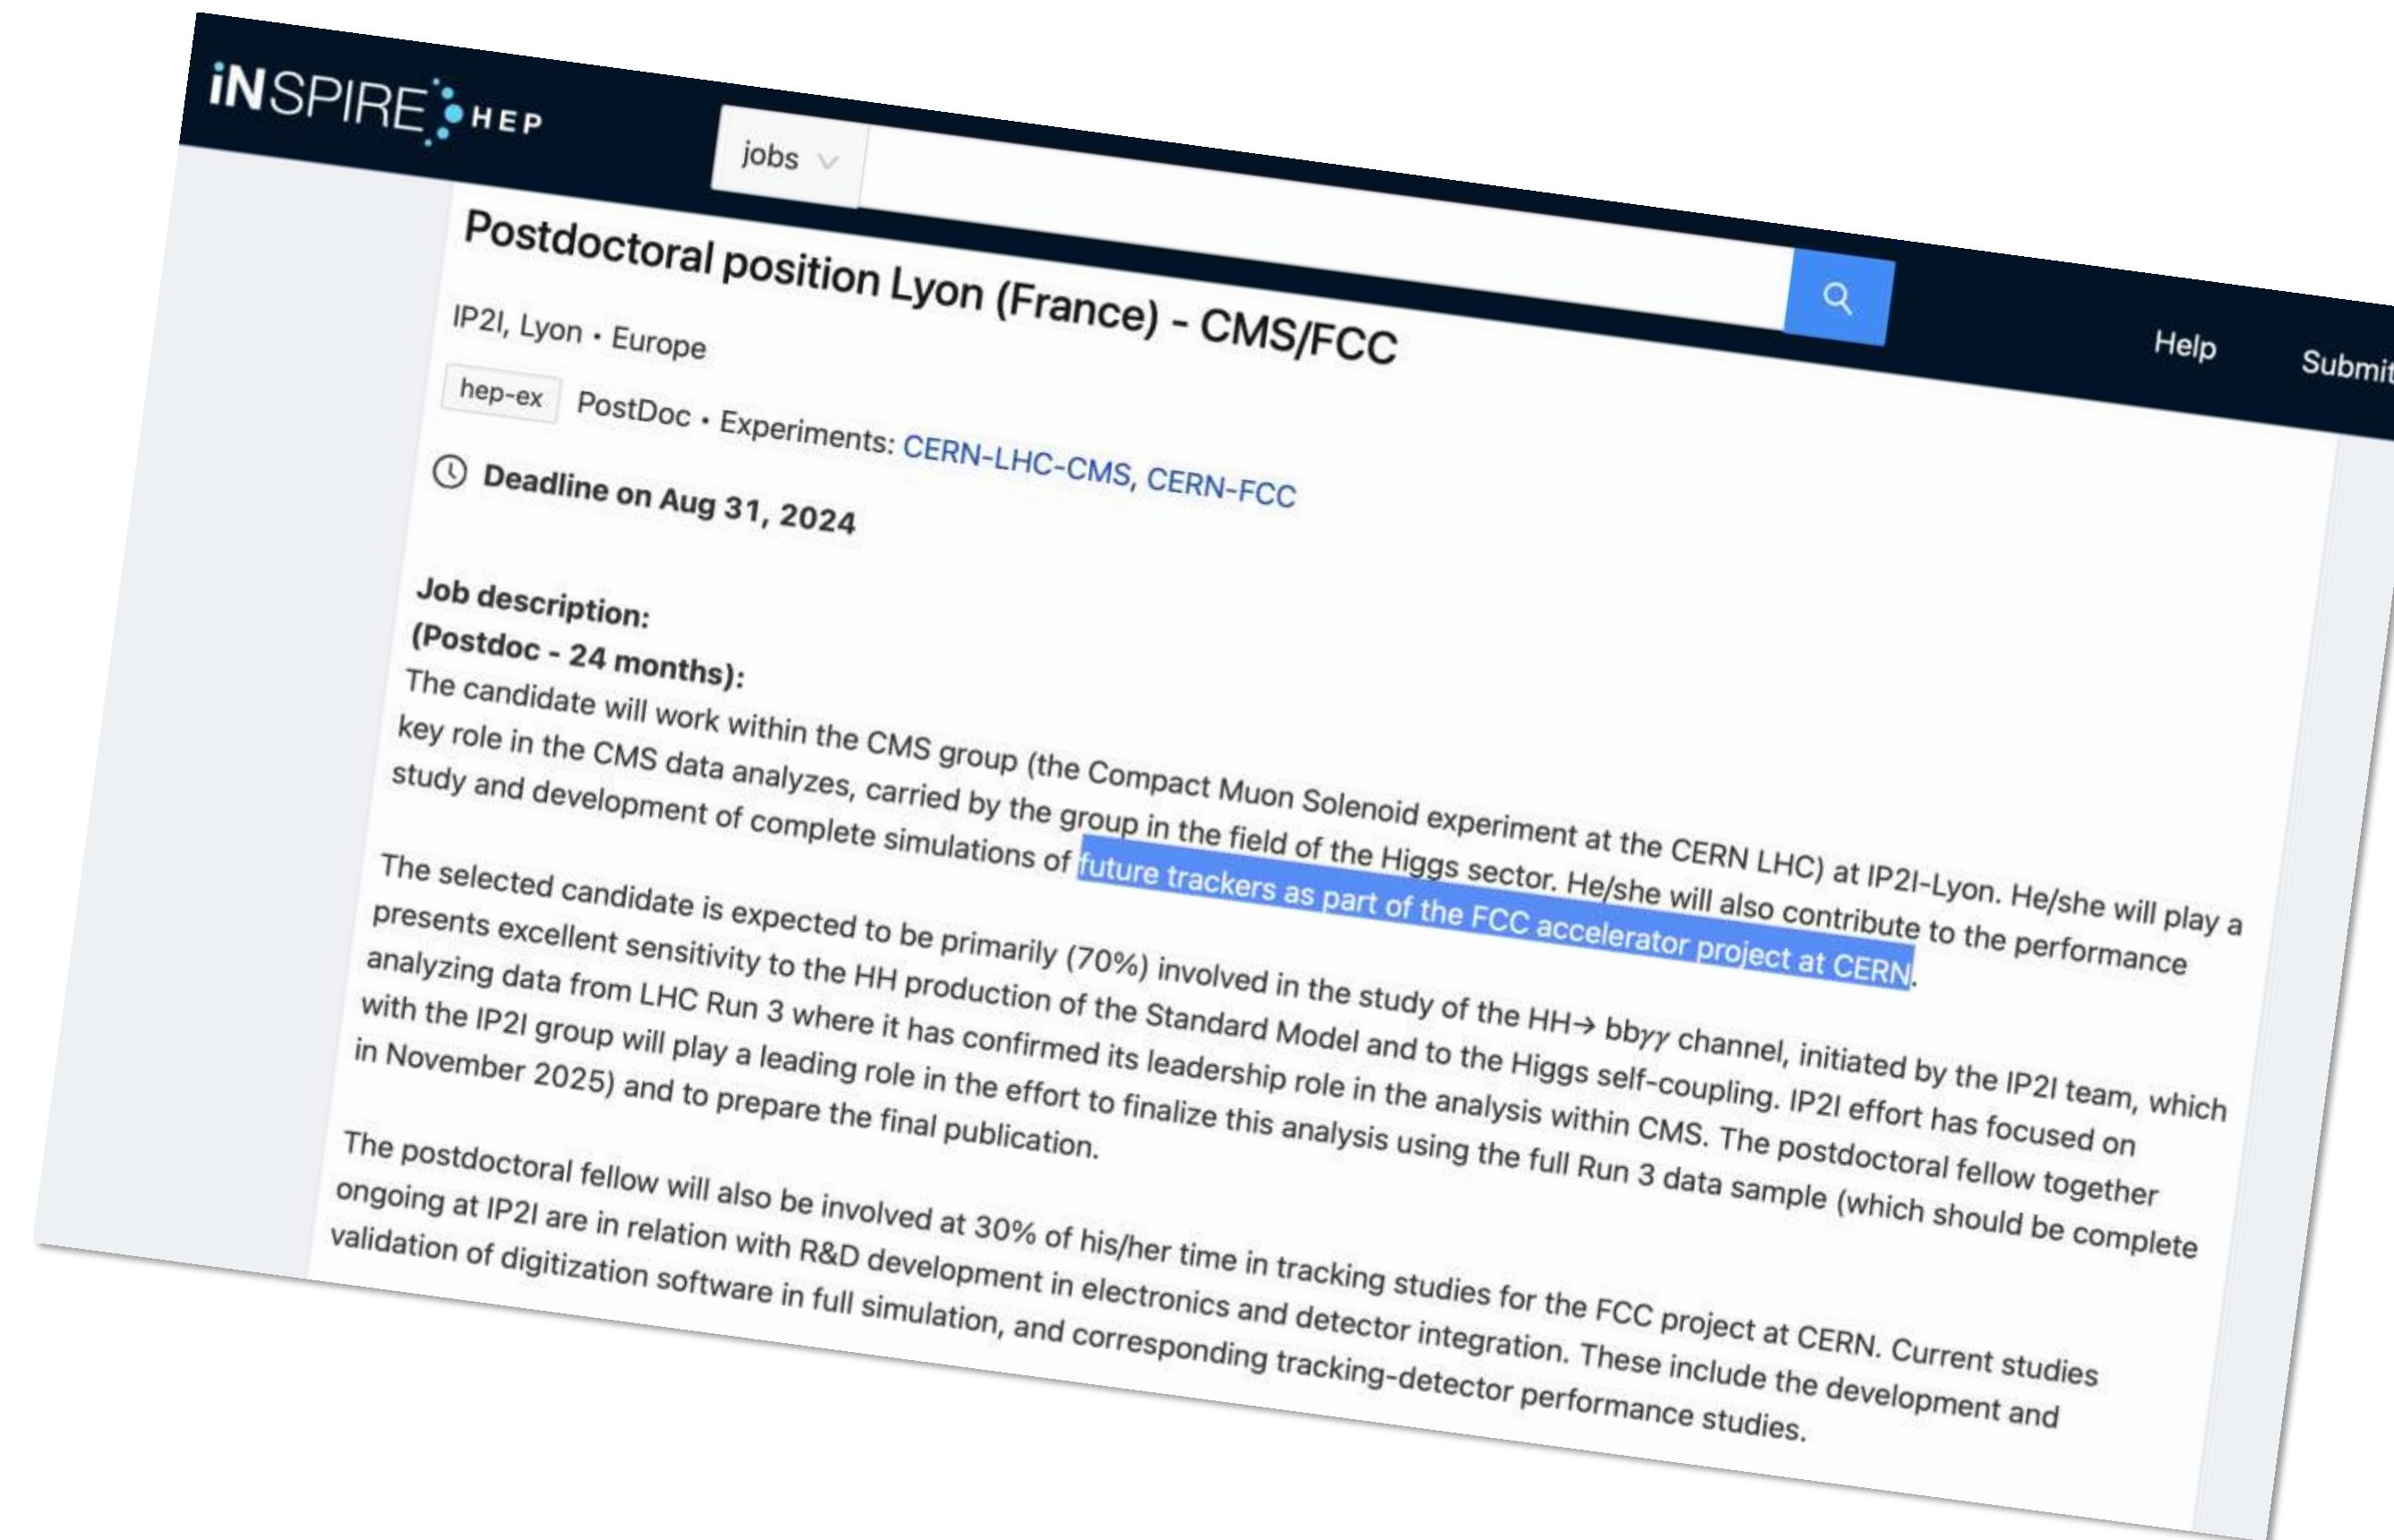 iNSPIRE HEP
jobs
Help
Submit
Postdoctoral position Lyon (France) - CMS/FCC
IP2I, Lyon • Europe
hep-ex PostDoc • Experiments: CERN-LHC-CMS, CERN-FCC
Deadline on Aug 31, 2024
Job description:
(Postdoc - 24 months):
The candidate will work within the CMS group (the Compact Muon Solenoid experiment at the CERN LHC) at IP2I-Lyon. He/she will play a
key role in the CMS data analyzes, carried by the group in the field of the Higgs sector. He/she will also contribute to the performance
study and development of complete simulations of future trackers as part of the FCC accelerator project at CERN.
The selected candidate is expected to be primarily (70%) involved in the study of the HH→ bbγγ channel, initiated by the IP2I team, which
presents excellent sensitivity to the HH production of the Standard Model and to the Higgs self-coupling. IP2I effort has focused on
analyzing data from LHC Run 3 where it has confirmed its leadership role in the analysis within CMS. The postdoctoral fellow together
with the IP2I group will play a leading role in the effort to finalize this analysis using the full Run 3 data sample (which should be complete
in November 2025) and to prepare the final publication.
The postdoctoral fellow will also be involved at 30% of his/her time in tracking studies for the FCC project at CERN. Current studies
ongoing at IP2I are in relation with R&D development in electronics and detector integration. These include the development and
validation of digitization software in full simulation, and corresponding tracking-detector performance studies.